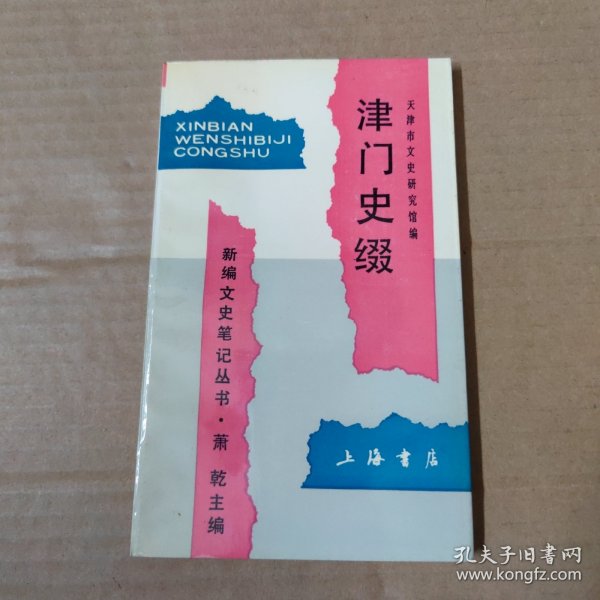 XINBIAN
WENSHIBIJI
CONGSHU
天津市文史研究馆编
津门史缀
新编文史笔记丛书·萧乾主编
上海书店
孔夫子旧书网
www.kongfz.com